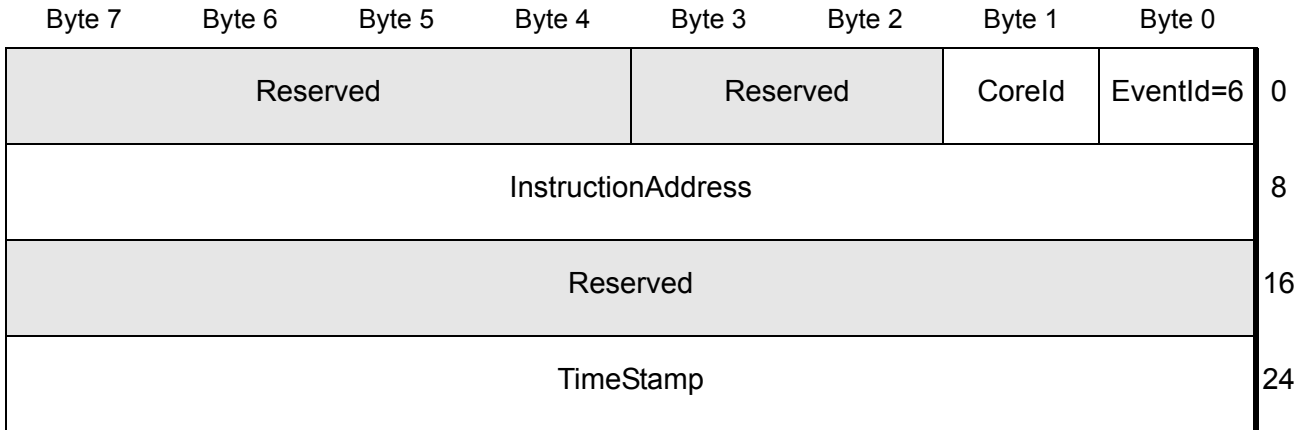 Byte 7 Byte 6 Byte 5 Byte 4 Byte 3 Byte 2 Byte 1 Byte 0
Reserved Reserved CoreId EventId=6 0
InstructionAddress 8
Reserved 16
TimeStamp 24